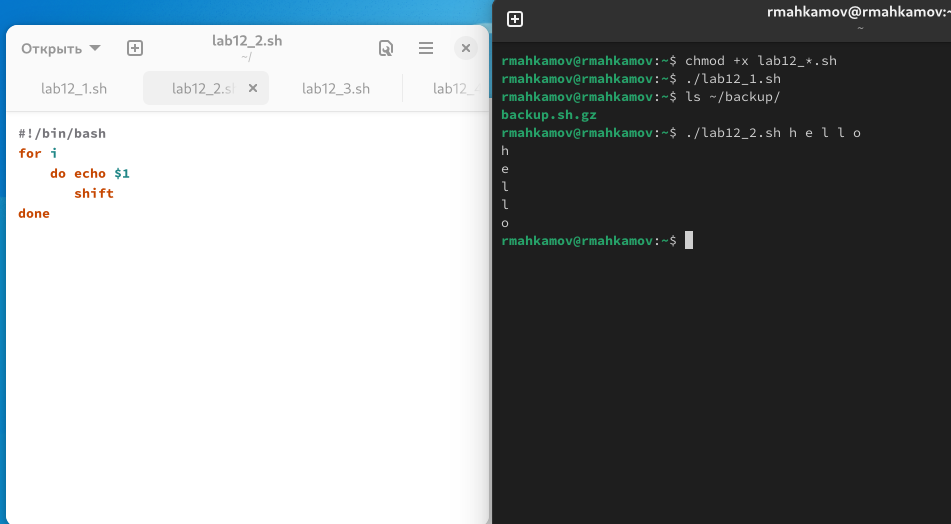 Открыть
lab12_2.sh
~/
lab12_1.sh
lab12_2.sh
lab12_3.sh
lab12_
#!/bin/bash
for i
    do echo $1
       shift
done
rmahkamov@rmahkamov:~
~
rmahkamov@rmahkamov:~$ chmod +x lab12_*.sh
rmahkamov@rmahkamov:~$ ./lab12_1.sh
rmahkamov@rmahkamov:~$ ls ~/backup/
backup.sh.gz
rmahkamov@rmahkamov:~$ ./lab12_2.sh h e l l o
h
e
l
l
o
rmahkamov@rmahkamov:~$